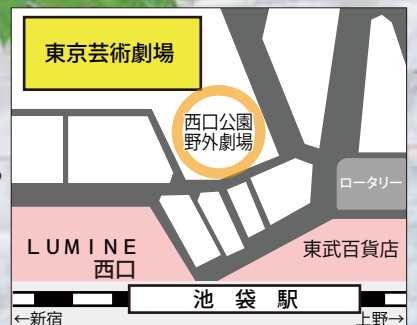 東京芸術劇場
西口公園
野外劇場
ロータリー
LUMINE
西口
東武百貨店
池袋駅
←新宿
上野→